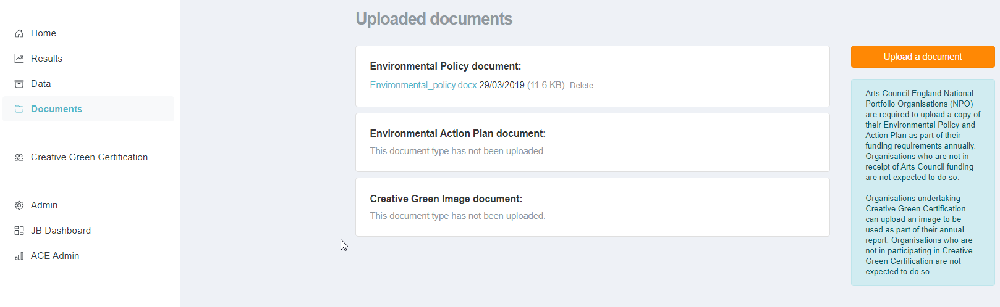 Home
Results
Data
Documents
Creative Green Certification
Admin
JB Dashboard
ACE Admin
Uploaded documents
Environmental Policy document:
Environmental_policy.docx 29/03/2019 (11.6 KB) Delete
Environmental Action Plan document:
This document type has not been uploaded.
Creative Green Image document:
This document type has not been uploaded.
Upload a document
Arts Council England National
Portfolio Organisations (NPO)
are required to upload a copy of
their Environmental Policy and
Action Plan as part of their
funding requirements annually.
Organisations who are not in
receipt of Arts Council funding
are not expected to do so.
Organisations undertaking
Creative Green Certification
can upload an image to be
used as part of their annual
report. Organisations who are
not in participating in Creative
Green Certification are not
expected to do so.